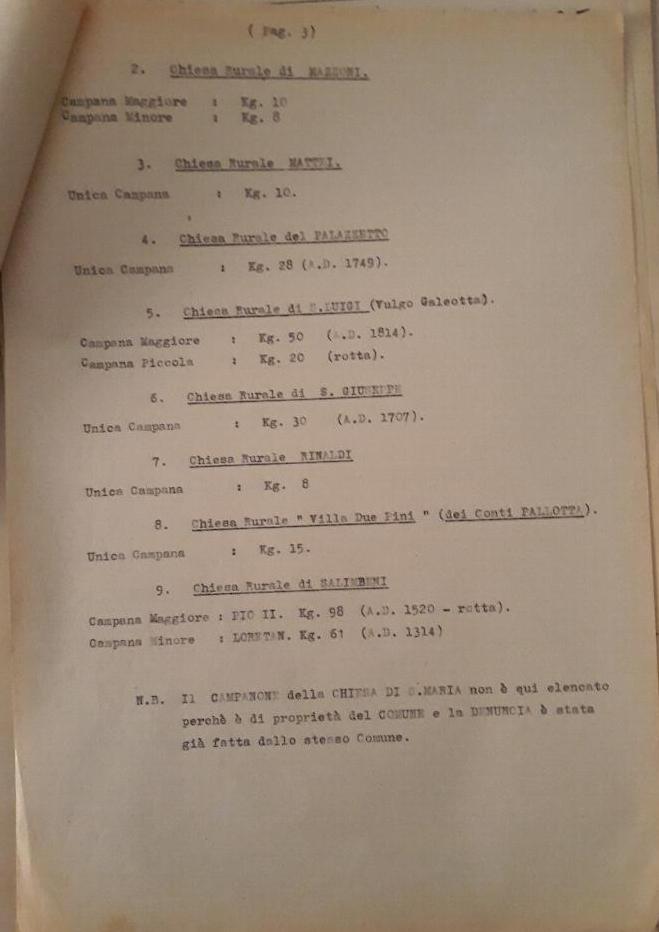 ( Pag. 3)
2. Chiesa Rurale di MAZZONI.
Campana Maggiore : Kg. 10
Campana Minore : Kg. 8
3. Chiesa Rurale MATTEI.
Unica Campana : Kg. 10.
4. Chiesa Rurale del PALAZZETTO
Unica Campana : Kg. 28 (A.D. 1749).
5. Chiesa Rurale di S.LUIGI (Vulgo Galeotta).
Campana Maggiore : Kg. 50 (A.D. 1814).
Campana Piccola : Kg. 20 (rotta).
6. Chiesa Rurale di S. GIUSEPPE
Unica Campana : Kg. 30 (A.D. 1707).
7. Chiesa Rurale RINALDI
Unica Campana : Kg. 8
8. Chiesa Rurale " Villa Due Pini " (dei Conti PALLOTTA).
Unica Campana : Kg. 15.
9. Chiesa Rurale di SALIMBENI
Campana Maggiore : PIO II. Kg. 98 (A.D. 1520 - rotta).
Campana Minore : LORETAN. Kg. 61 (A.D. 1314)
N.B. Il CAMPANONE della CHIESA DI S.MARIA non è qui elencato
perchè è di proprietà del COMUNE e la DENUNCIA è stata
già fatta dallo stesso Comune.